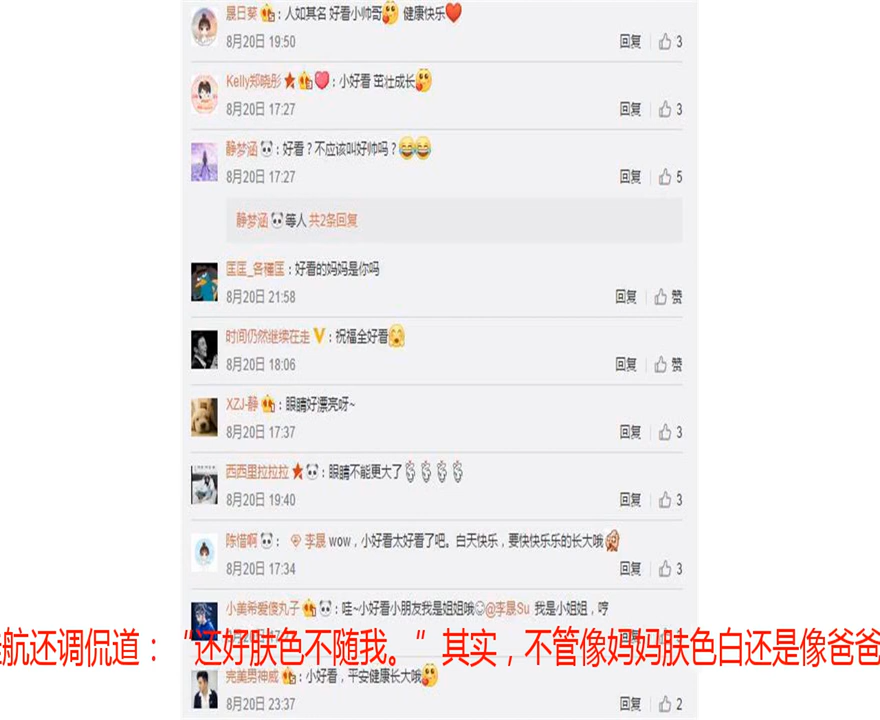 晨日葵：人如其名 好看小帅哥 健康快乐
8月20日 19:50 回复 3
Kelly郑晓彤：小好看 茁壮成长
8月20日 17:27 回复 3
静梦涵：好看？不应该叫好帅吗？
8月20日 17:27 回复 5
静梦涵等人 共2条回复
匡匡_各種匡：好看的妈妈是你吗
8月20日 21:58 回复 赞
时间仍然继续在走：祝福全好看
8月20日 18:06 回复 赞
XZJ-静：眼睛好漂亮呀~
8月20日 17:37 回复 3
西西里拉拉拉：眼睛不能更大了
8月20日 19:40 回复 3
陈惜啊：李晟 wow，小好看太好看了吧。白天快乐，要快快乐乐的长大哦
8月20日 17:34 回复 3
小美希爱傻丸子：哇~小好看小朋友我是姐姐哦@李晟Su 我是小姐姐，哼
航还调侃道：“还好肤色不随我。”其实，不管像妈妈肤色白还是像爸爸
完美男神威：小好看，平安健康长大哦
8月20日 23:37 回复 2